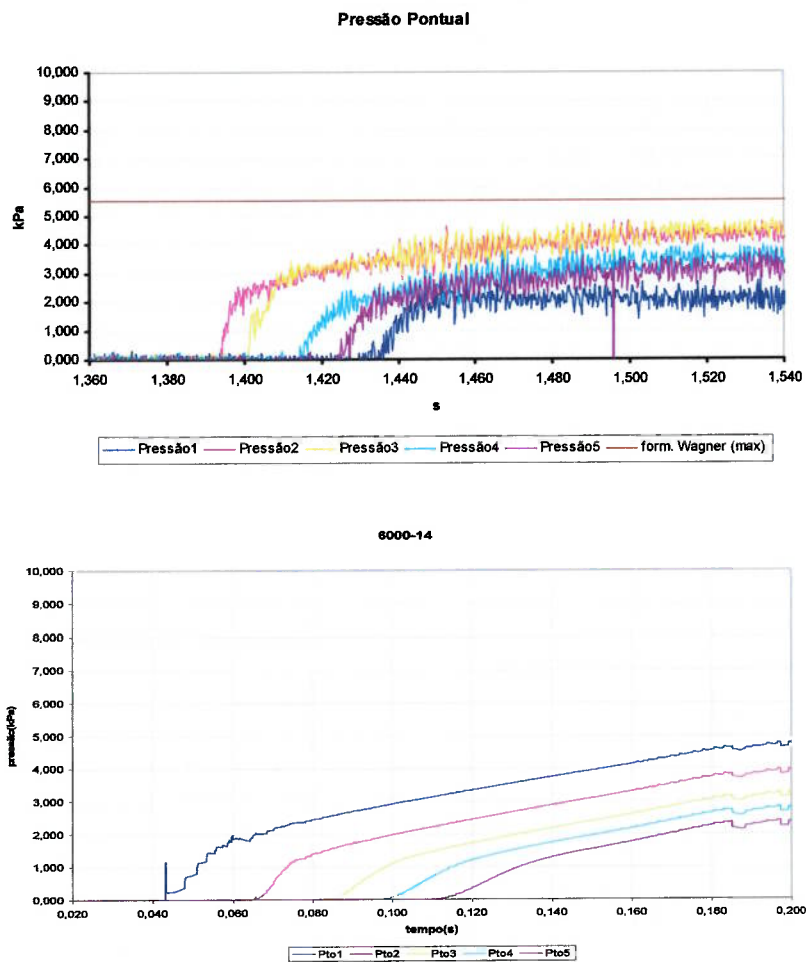 Pressão Pontual
10,000
9,000
8,000
7,000
6,000
5,000
4,000
3,000
2,000
1,000
0,000
kPa
1,360 1,380 1,400 1,420 1,440 1,460 1,480 1,500 1,520 1,540
s
Pressão1 Pressão2 Pressão3 Pressão4 Pressão5 form. Wagner (max)
6000-14
10,000
9,000
8,000
7,000
6,000
5,000
4,000
3,000
2,000
1,000
0,000
pressão(kPa)
0,020 0,040 0,060 0,080 0,100 0,120 0,140 0,160 0,180 0,200
tempo(s)
Pto1 Pto2 Pto3 Pto4 Pto5